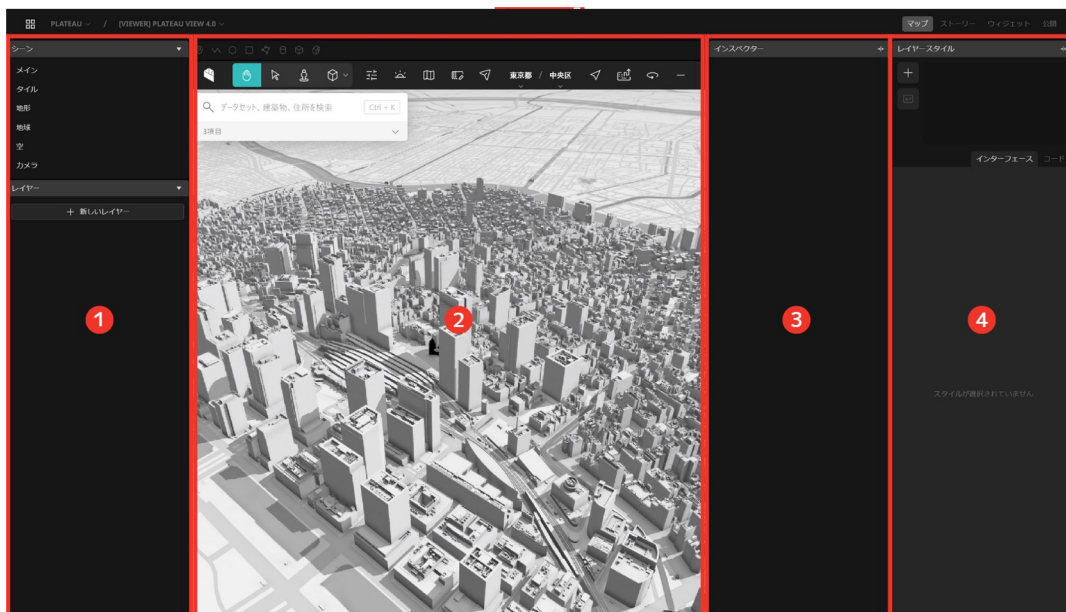 PLATEAU / [VIEWER] PLATEAU VIEW 4.0
マップ ストーリー ウィジェット 公開
シーン
メイン
タイル
地形
地球
空
カメラ
レイヤー
+ 新しいレイヤー
1
東京都 / 中央区
データセット、建築物、住所を検索 Ctrl + K
3項目
2
インスペクター
3
レイヤースタイル
インターフェース コード
4
スタイルが選択されていません